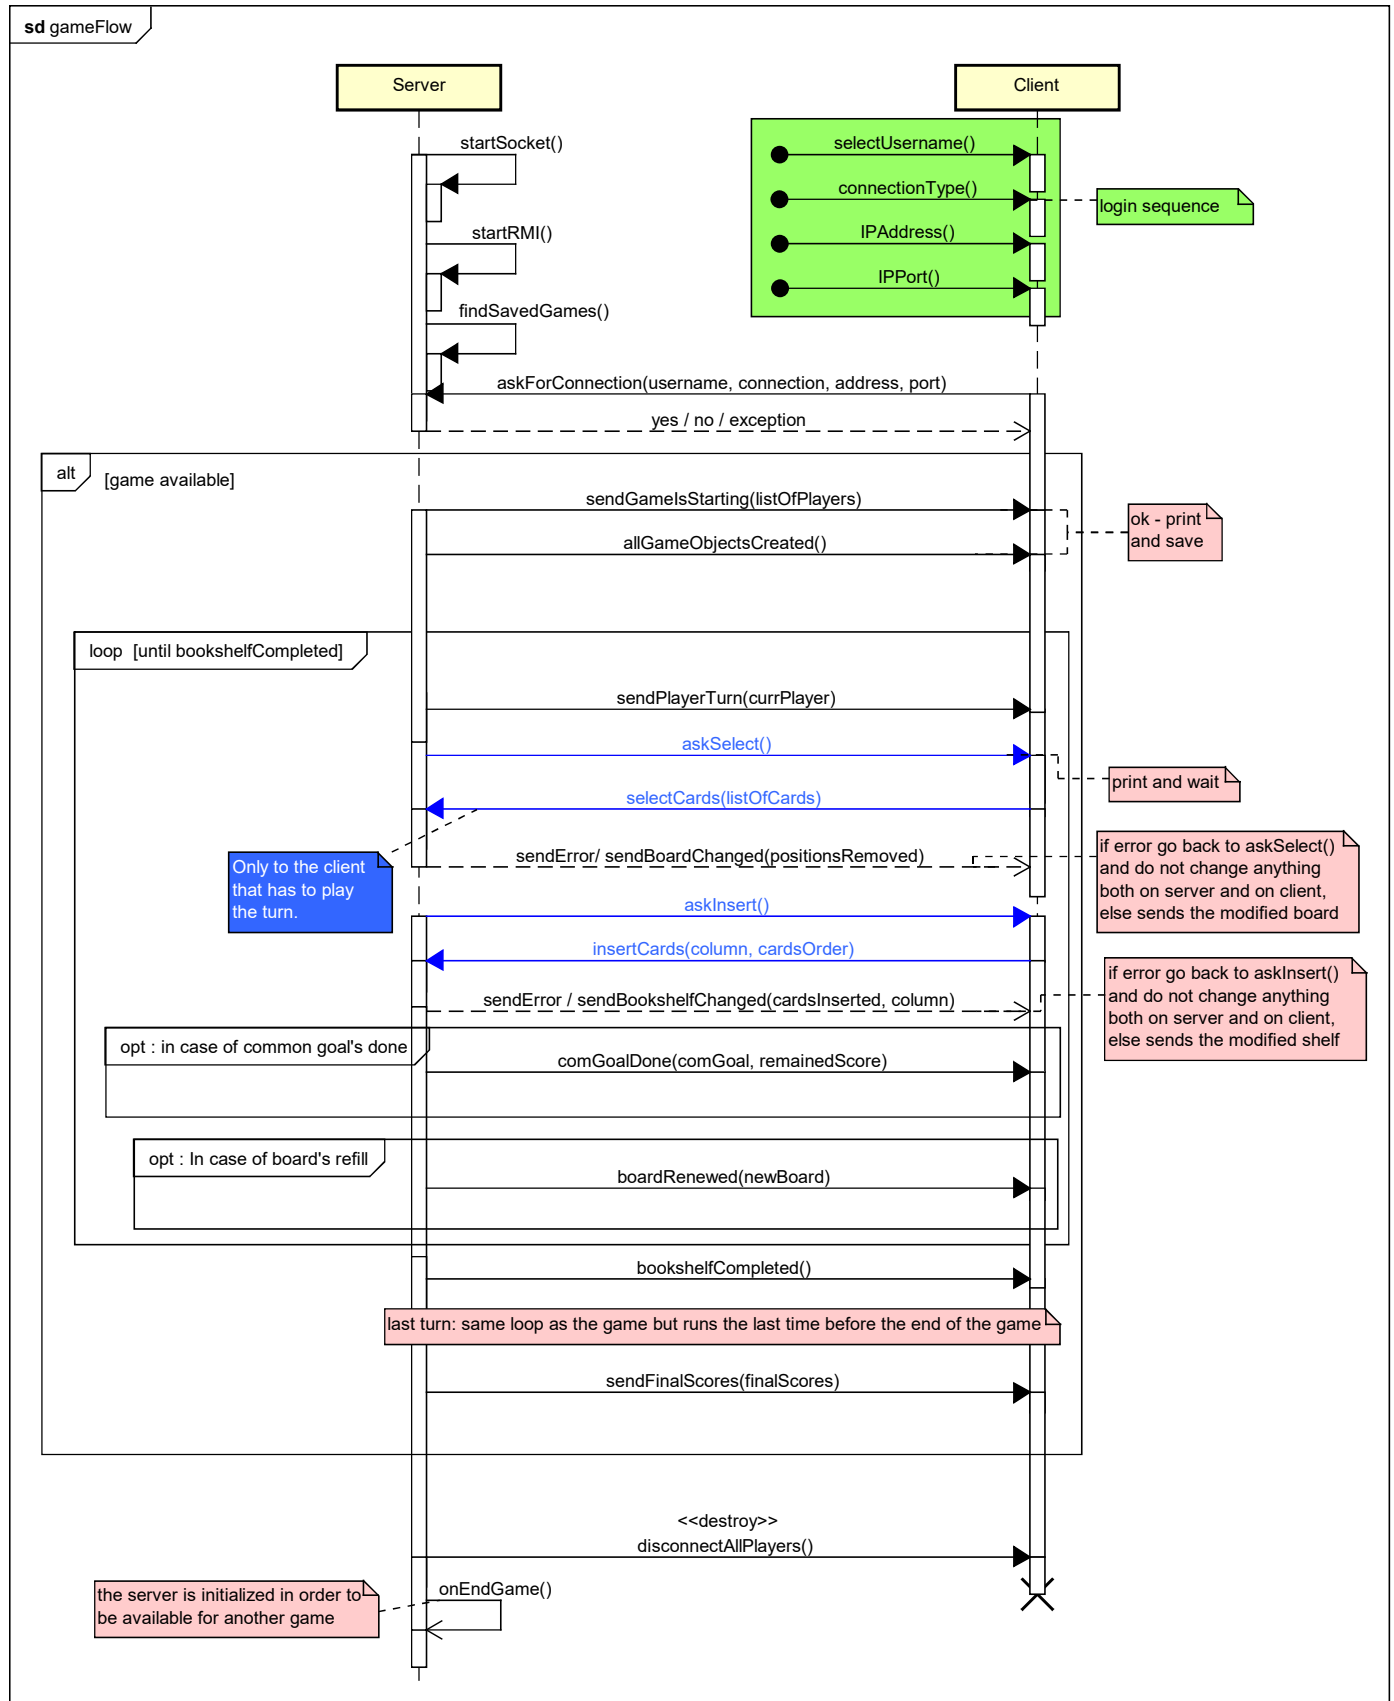 sd gameFlow
Server
Client
startSocket()
selectUsername()
connectionType()
login sequence
startRMI()
IPAddress()
IPPort()
findSavedGames()
askForConnection(username, connection, address, port)
yes / no / exception
alt
[game available]
sendGameIsStarting(listOfPlayers)
ok - print
and save
allGameObjectsCreated()
loop [until bookshelfCompleted]
sendPlayerTurn(currPlayer)
askSelect()
print and wait
selectCards(listOfCards)
Only to the client
that has to play
the turn.
sendError/ sendBoardChanged(positionsRemoved)
if error go back to askSelect()
and do not change anything
both on server and on client,
else sends the modified board
askInsert()
insertCards(column, cardsOrder)
sendError / sendBookshelfChanged(cardsInserted, column)
if error go back to askInsert()
and do not change anything
both on server and on client,
else sends the modified shelf
opt : in case of common goal's done
comGoalDone(comGoal, remainedScore)
opt : In case of board's refill
boardRenewed(newBoard)
bookshelfCompleted()
last turn: same loop as the game but runs the last time before the end of the game
sendFinalScores(finalScores)
<<destroy>>
disconnectAllPlayers()
the server is initialized in order to
be available for another game
onEndGame()